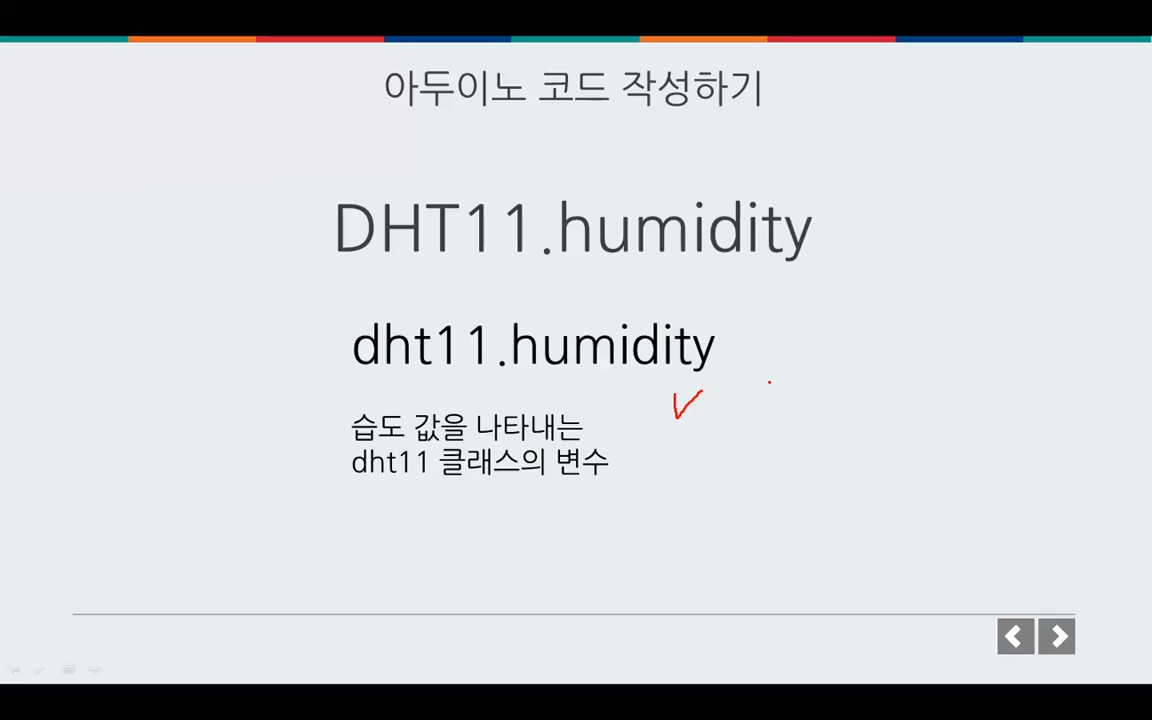 아두이노 코드 작성하기
DHT11.humidity
dht11.humidity
습도 값을 나타내는
dht11 클래스의 변수